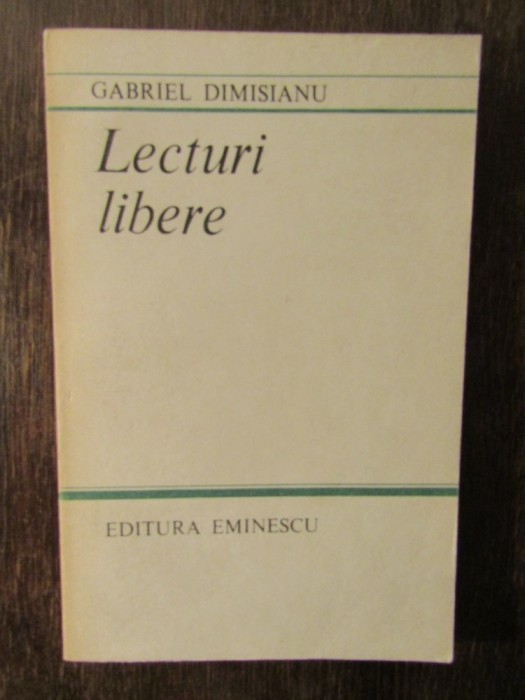 GABRIEL DIMISIANU
Lecturi
libere
EDITURA EMINESCU